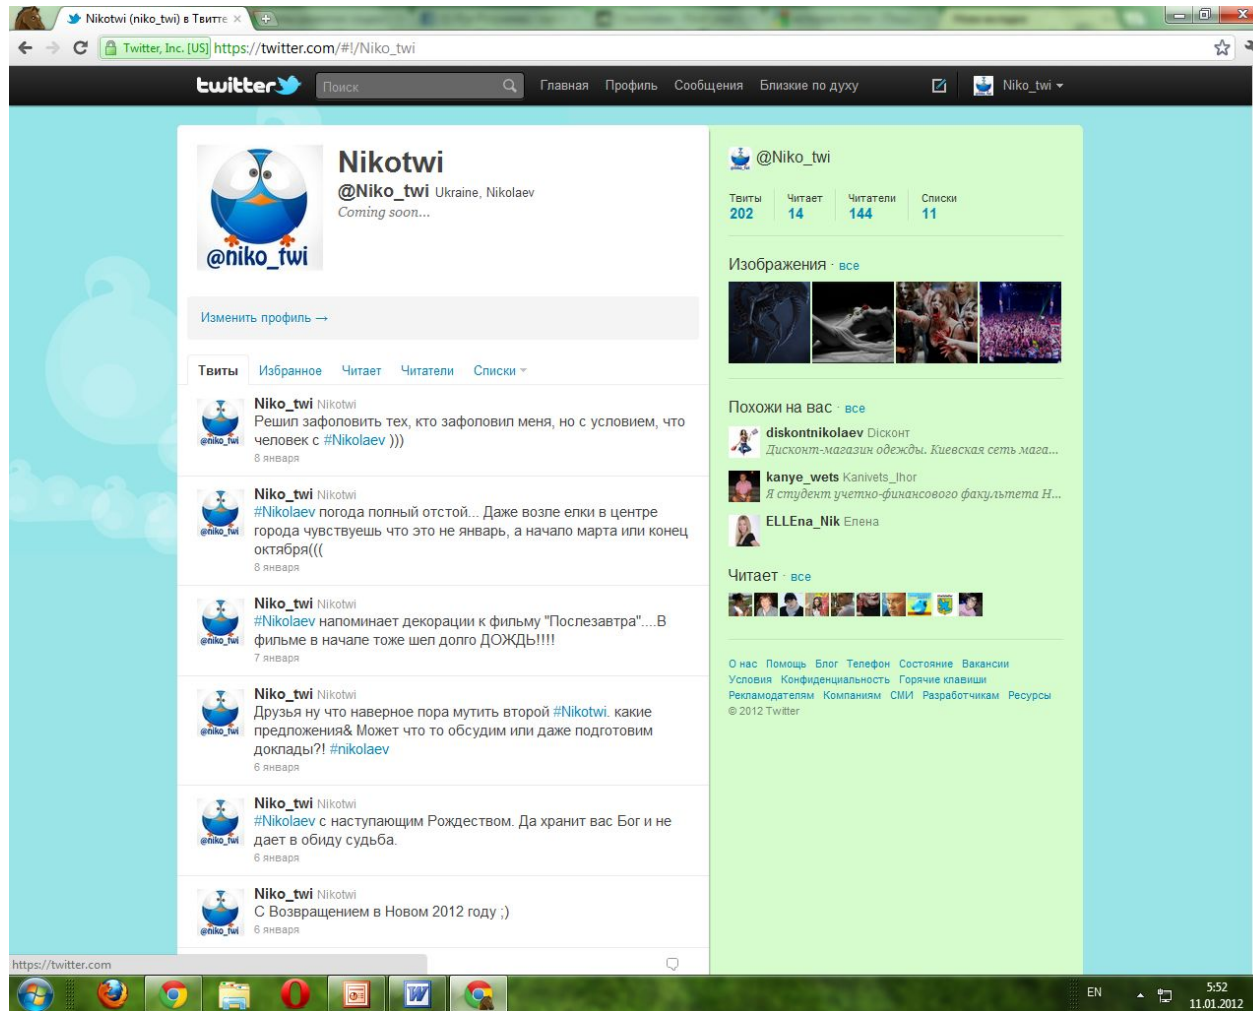 Nikotwi (niko_twi) в Твитте
Twitter, Inc. [US] https://twitter.com/#!/Niko_twi
twitter Поиск Главная Профиль Сообщения Близкие по духу Niko_twi
@niko_twi
Nikotwi
@Niko_twi Ukraine, Nikolaev
Coming soon...
Изменить профиль →
Твиты Избранное Читает Читатели Списки
Niko_twi Nikotwi
Решил зафоловить тех, кто зафоловил меня, но с условием, что
человек с #Nikolaev )))
8 января
Niko_twi Nikotwi
#Nikolaev погода полный отстой... Даже возле елки в центре
города чувствуешь что это не январь, а начало марта или конец
октября(((
8 января
Niko_twi Nikotwi
#Nikolaev напоминает декорации к фильму "Послезавтра"....В
фильме в начале тоже шел долго ДОЖДЬ!!!!
7 января
Niko_twi Nikotwi
Друзья ну что наверное пора мутить второй #Nikotwi. какие
предложения& Может что то обсудим или даже подготовим
доклады?! #nikolaev
6 января
Niko_twi Nikotwi
#Nikolaev с наступающим Рождеством. Да хранит вас Бог и не
дает в обиду судьба.
6 января
Niko_twi Nikotwi
С Возвращением в Новом 2012 году ;)
6 января
@Niko_twi
Твиты Читает Читатели Списки
202 14 144 11
Изображения · все
Похожи на вас · все
diskontnikolaev Дісконт
Дисконт-магазин одежды. Киевская сеть мага...
kanye_wets Kanivets_Ihor
Я студент учетно-финансового факультета Н...
ELLEna_Nik Елена
Читает · все
О нас Помощь Блог Телефон Состояние Вакансии
Условия Конфиденциальность Горячие клавиши
Рекламодателям Компаниям СМИ Разработчикам Ресурсы
© 2012 Twitter
https://twitter.com
EN 5:52
11.01.2012